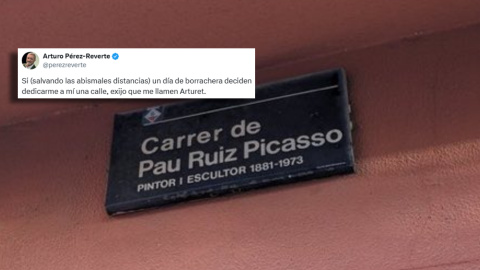 Arturo Pérez-Reverte
@perezreverte
Si (salvando las abismales distancias) un día de borrachera deciden
dedicarme a mí una calle, exijo que me llamen Arturet.
Carrer de
Pau Ruiz Picasso
PINTOR I ESCULTOR 1881-1973